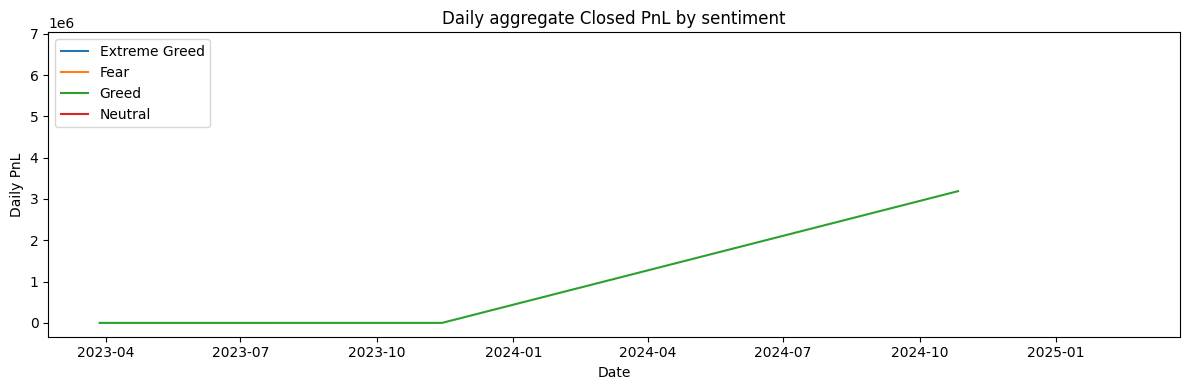 Daily aggregate Closed PnL by sentiment
1e6
7
6
5
4
3
2
1
0
Daily PnL
Extreme Greed
Fear
Greed
Neutral
2023-04 2023-07 2023-10 2024-01 2024-04 2024-07 2024-10 2025-01
Date